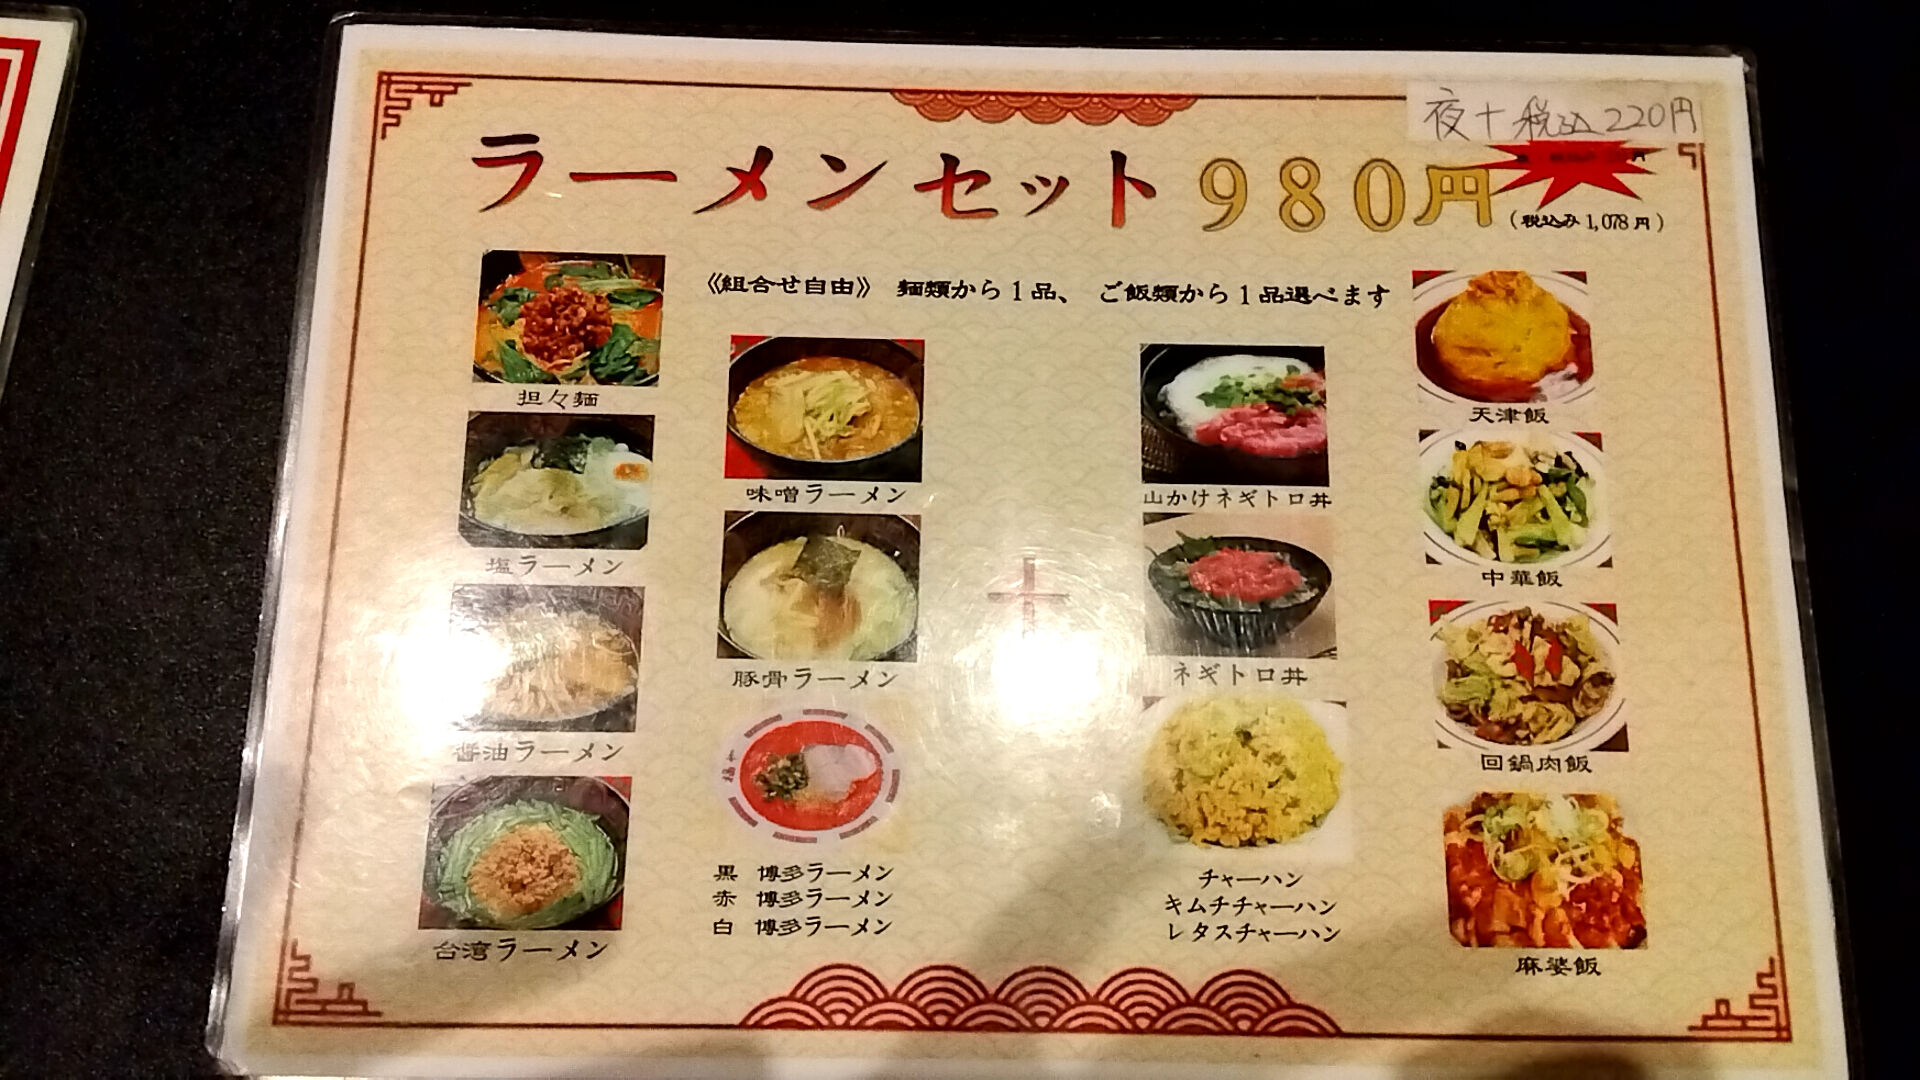 夜+税込220円
ラーメンセット 980円
(税込み1,078円)
《組合せ自由》 麺類から1品、 ご飯類から1品選べます
担々麺
塩ラーメン
醤油ラーメン
台湾ラーメン
味噌ラーメン
豚骨ラーメン
黒 博多ラーメン
赤 博多ラーメン
白 博多ラーメン
+
山かけネギトロ丼
ネギトロ丼
チャーハン
キムチチャーハン
レタスチャーハン
天津飯
中華飯
回鍋肉飯
麻婆飯